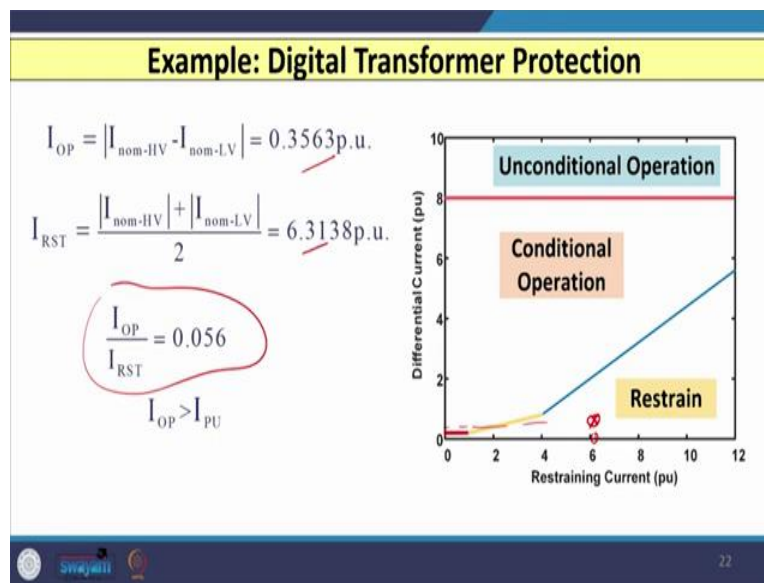 Example: Digital Transformer Protection
I_OP = |I_nom-HV -I_nom-LV| = 0.3563p.u.
I_RST = |I_nom-HV|+|I_nom-LV| / 2 = 6.3138p.u.
I_OP / I_RST = 0.056
I_OP>I_PU
Differential Current (pu)
10
8
6
4
2
0
Unconditional Operation
Conditional
Operation
Restrain
0 2 4 6 8 10 12
Restraining Current (pu)
swayam
22